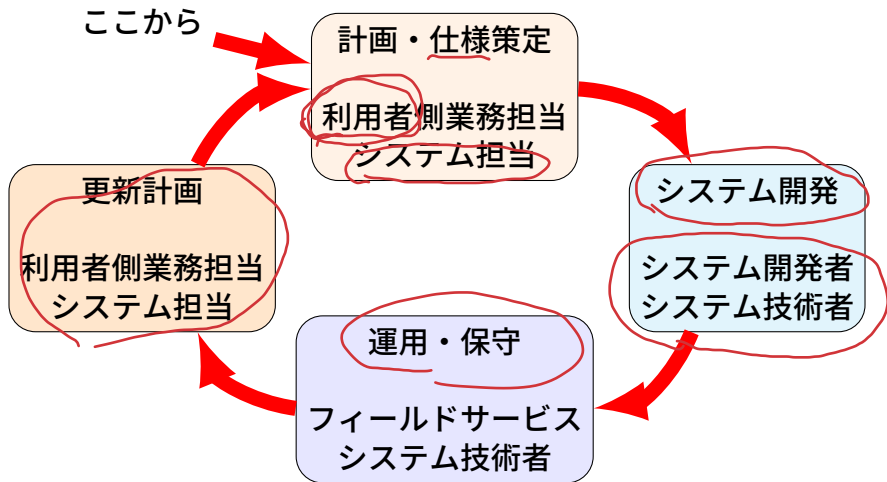 ここから
計画・仕様策定
利用者側業務担当
システム担当
システム開発
システム開発者
システム技術者
運用・保守
フィールドサービス
システム技術者
更新計画
利用者側業務担当
システム担当